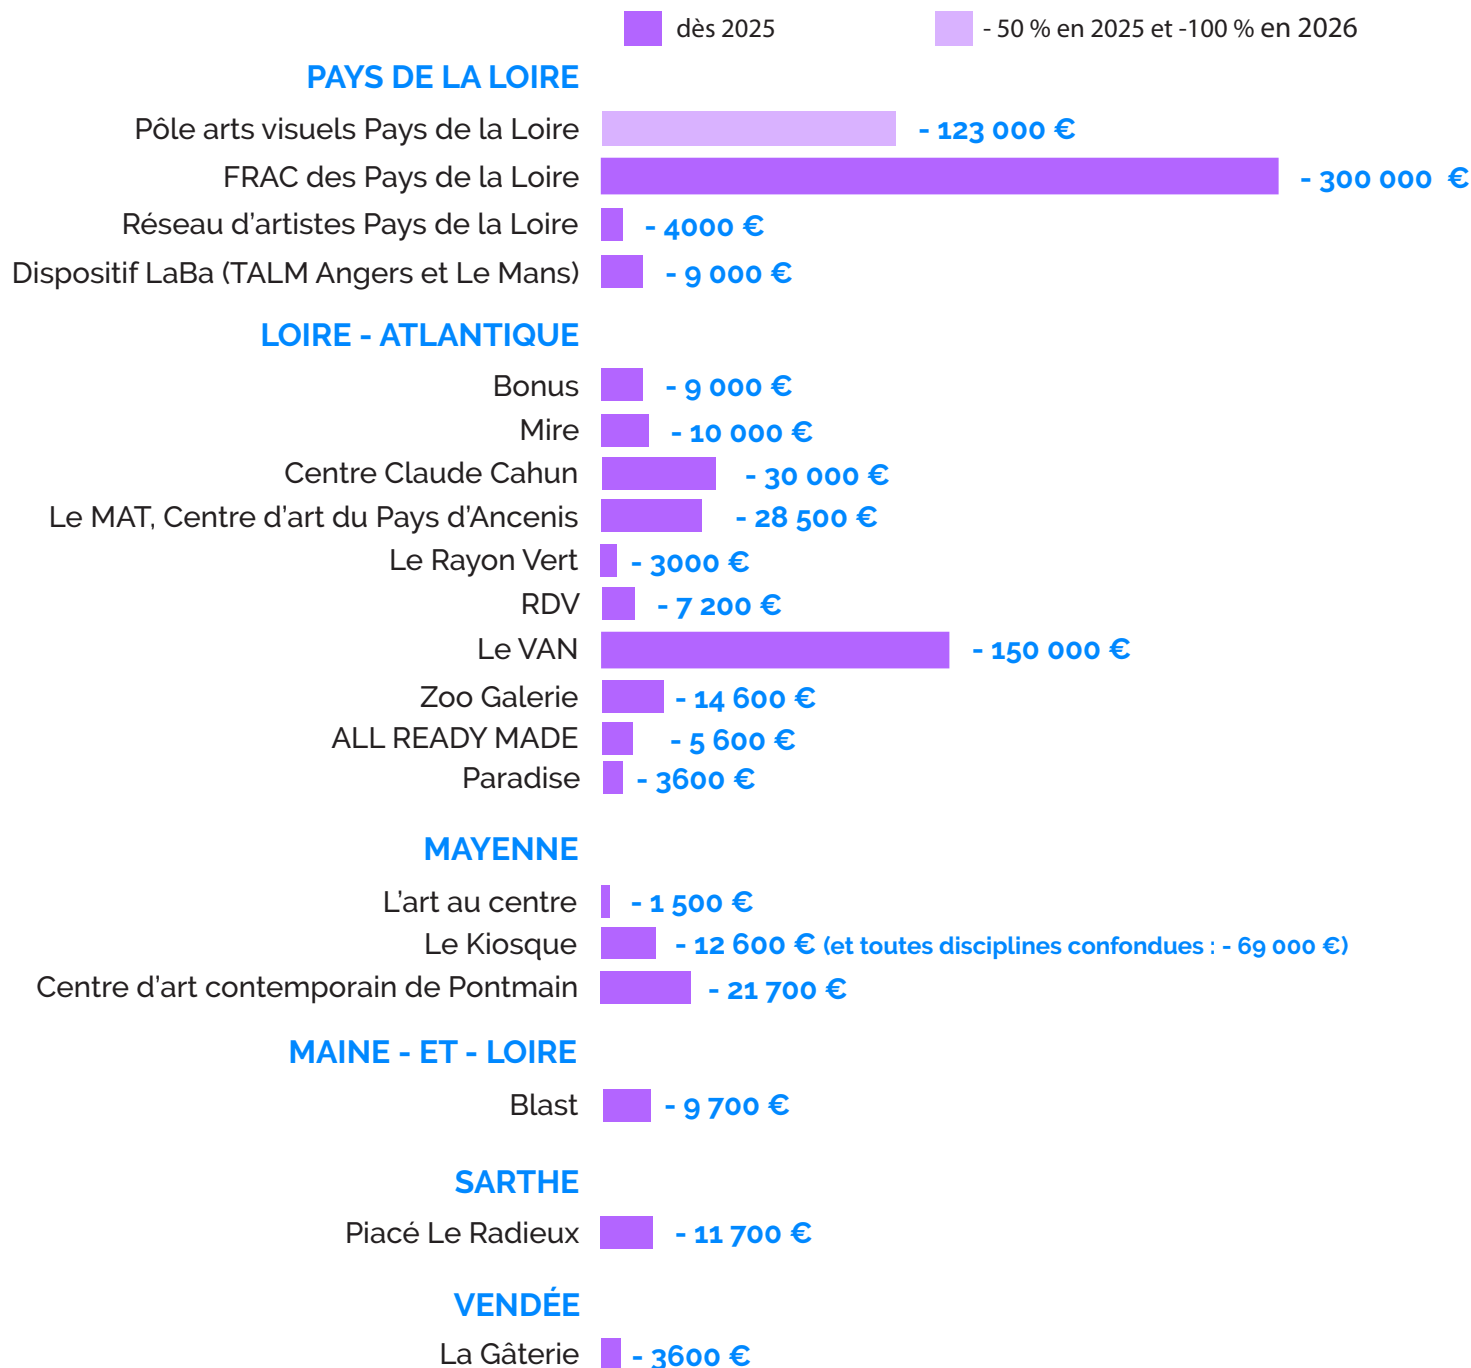 dès 2025
- 50 % en 2025 et -100 % en 2026
PAYS DE LA LOIRE
Pôle arts visuels Pays de la Loire - 123 000 €
FRAC des Pays de la Loire - 300 000 €
Réseau d'artistes Pays de la Loire - 4000 €
Dispositif LaBa (TALM Angers et Le Mans) - 9 000 €
LOIRE - ATLANTIQUE
Bonus - 9 000 €
Mire - 10 000 €
Centre Claude Cahun - 30 000 €
Le MAT, Centre d'art du Pays d'Ancenis - 28 500 €
Le Rayon Vert - 3000 €
RDV - 7 200 €
Le VAN - 150 000 €
Zoo Galerie - 14 600 €
ALL READY MADE - 5 600 €
Paradise - 3600 €
MAYENNE
L'art au centre - 1 500 €
Le Kiosque - 12 600 € (et toutes disciplines confondues : - 69 000 €)
Centre d'art contemporain de Pontmain - 21 700 €
MAINE - ET - LOIRE
Blast - 9 700 €
SARTHE
Piacé Le Radieux - 11 700 €
VENDÉE
La Gâterie - 3600 €